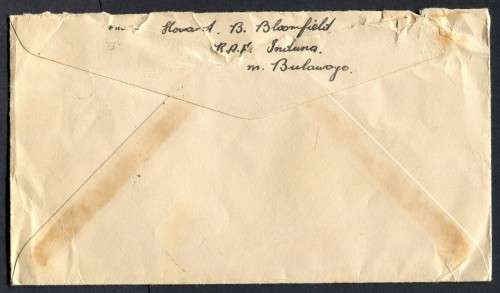 Howard. B. Bloomfield
R.A.F. Induna.
nr. Bulawayo.